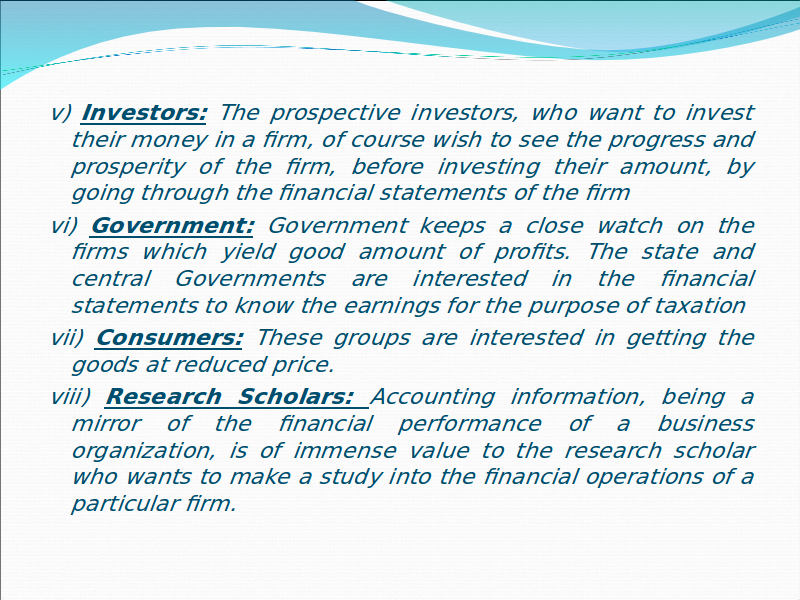 v) Investors: The prospective investors, who want to invest
their money in a firm, of course wish to see the progress and
prosperity of the firm, before investing their amount, by
going through the financial statements of the firm
vi) Government: Government keeps a close watch on the
firms which yield good amount of profits. The state and
central Governments are interested in the financial
statements to know the earnings for the purpose of taxation
vii) Consumers: These groups are interested in getting the
goods at reduced price.
viii) Research Scholars: Accounting information, being a
mirror of the financial performance of a business
organization, is of immense value to the research scholar
who wants to make a study into the financial operations of a
particular firm.